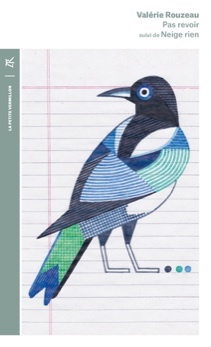 Valérie Rouzeau
Pas revoir
suivi de Neige rien
LA PETITE VERMILLON